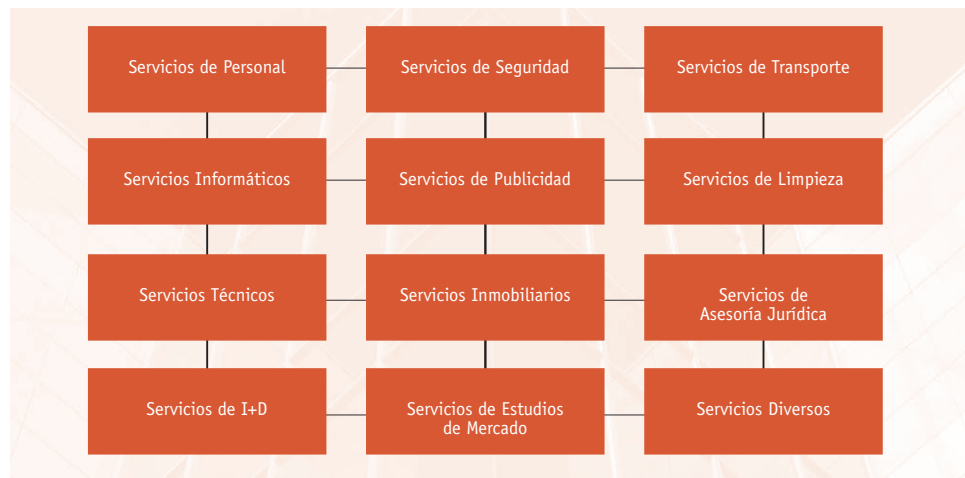 Servicios de Personal
Servicios de Seguridad
Servicios de Transporte
Servicios Informáticos
Servicios de Publicidad
Servicios de Limpieza
Servicios Técnicos
Servicios Inmobiliarios
Servicios de
Asesoría Jurídica
Servicios de I+D
Servicios de Estudios
de Mercado
Servicios Diversos